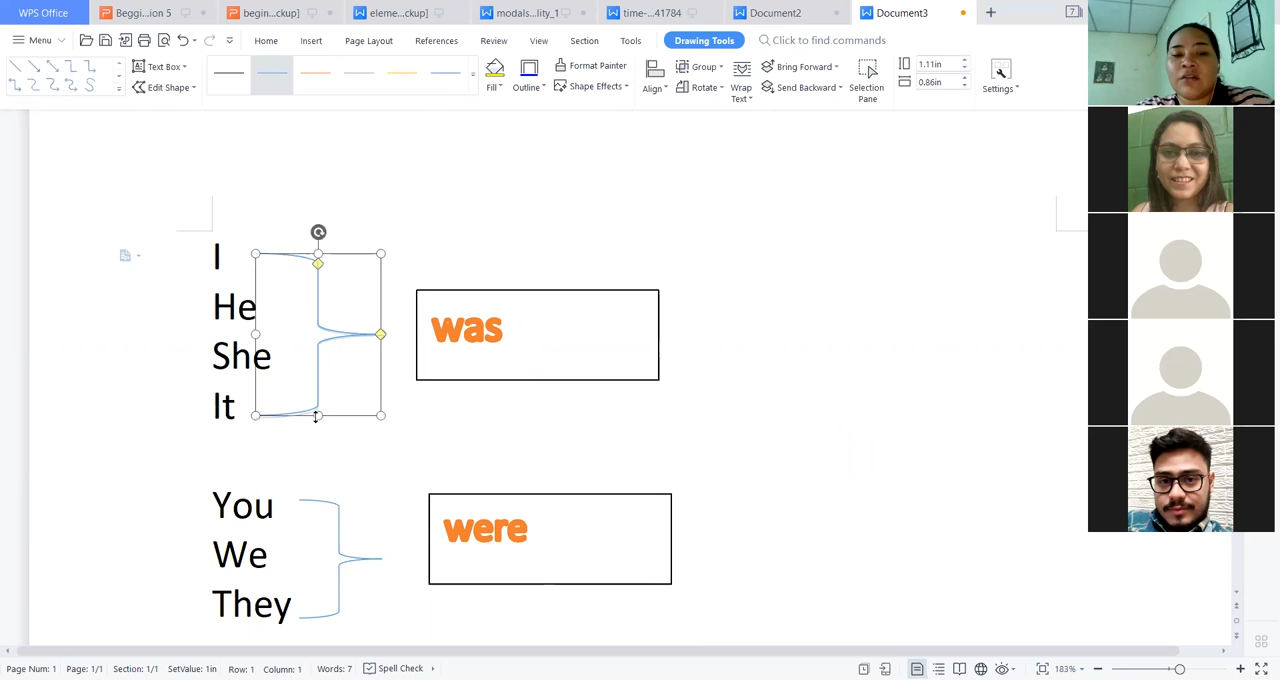 WPS Office
Beggi...ion 5
begin...ckup]
eleme...ckup]
modals...lity_1
time-...41784
Document2
Document3
7
Menu
Home
Insert
Page Layout
References
Review
View
Section
Tools
Drawing Tools
Click to find commands
Text Box
Edit Shape
Fill
Outline
Format Painter
Shape Effects
Align
Group
Rotate
Wrap Text
Bring Forward
Send Backward
Selection Pane
1.11in
0.86in
Settings
I
He
She
It
was
You
We
They
were
Page Num: 1
Page: 1/1
Section: 1/1
SetValue: 1in
Row: 1
Column: 1
Words: 7
Spell Check
183%